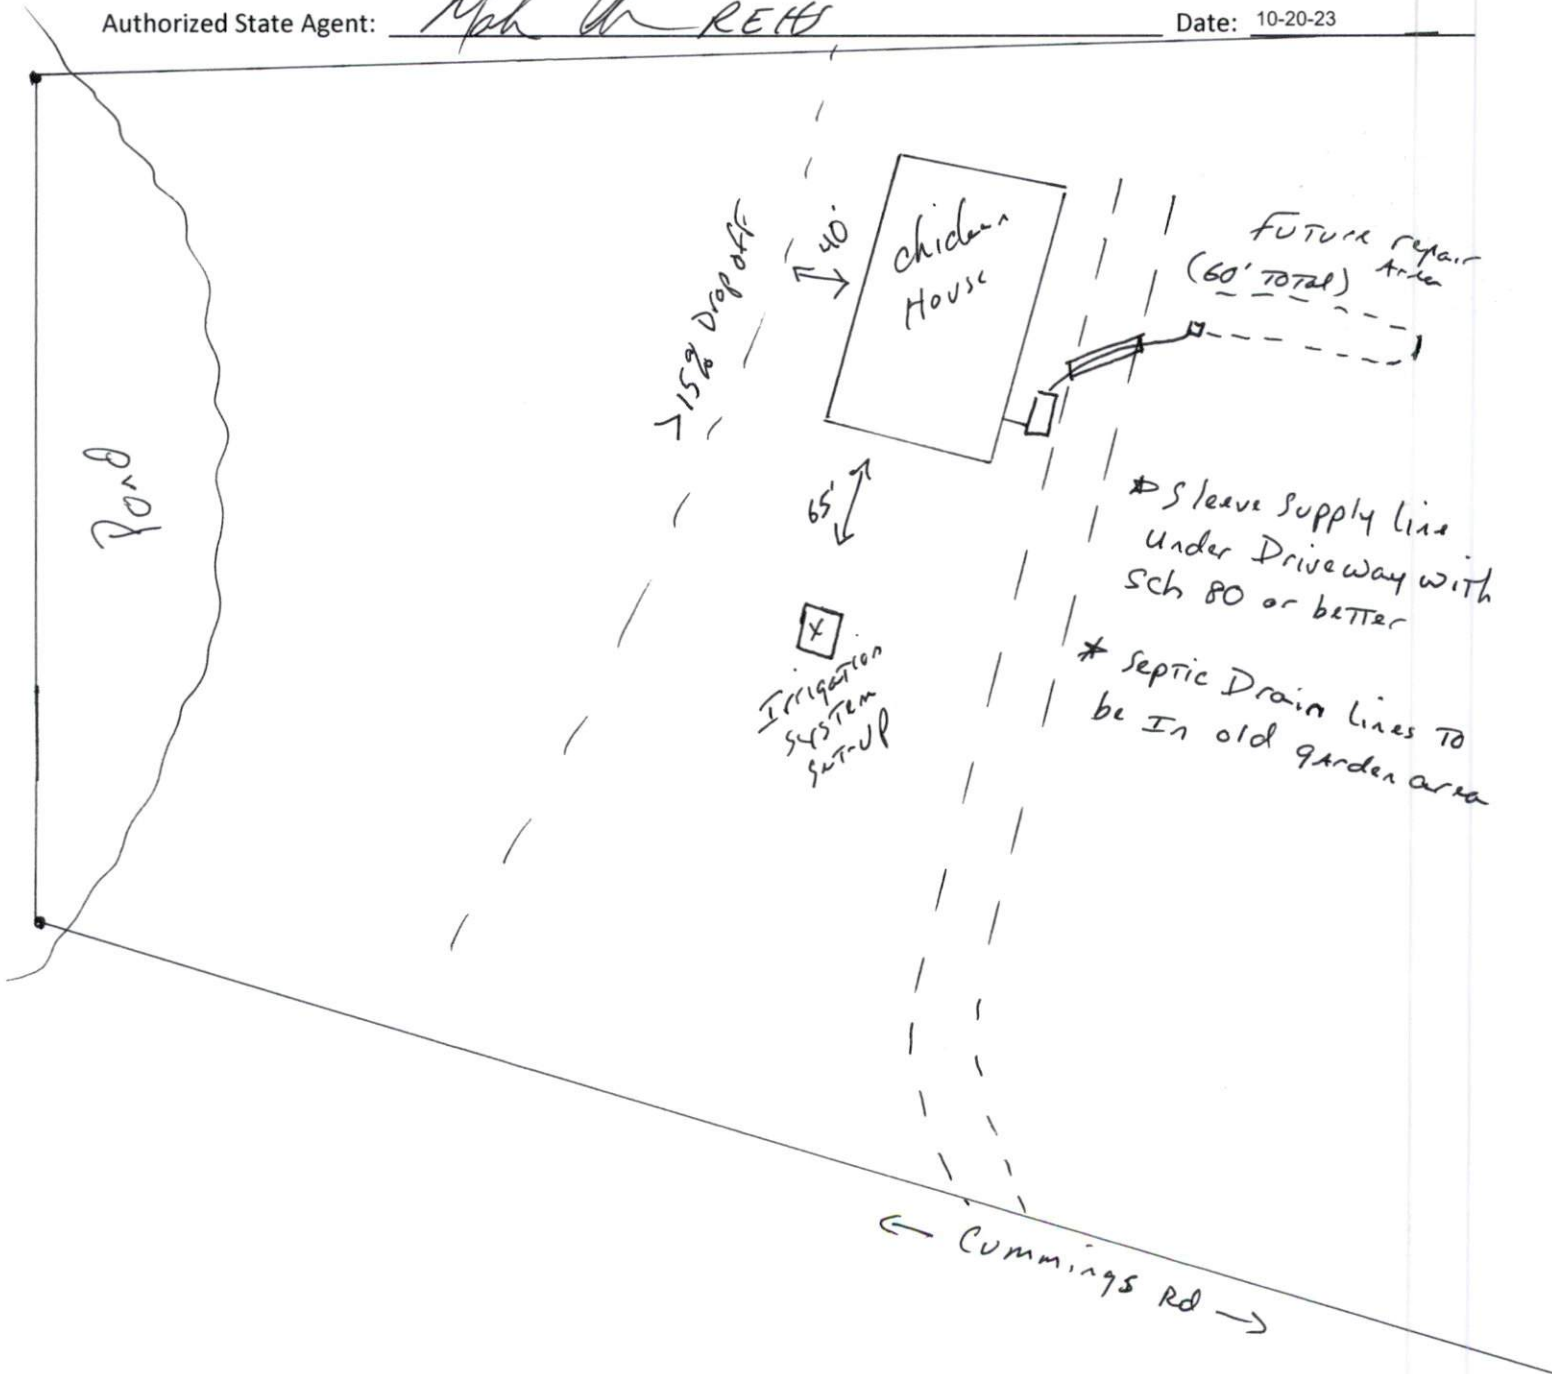 Authorized State Agent: REHS Date: 10-20-23
>15% Drop off
40'
chicken
House
Future repair
Area
(60' TOTAL)
Pond
65'
* Sleeve Supply line
Under Driveway with
Sch 80 or better
X
Irrigation
System
Set-up
* Septic Drain lines To
be In old garden area
← Cummings Rd →